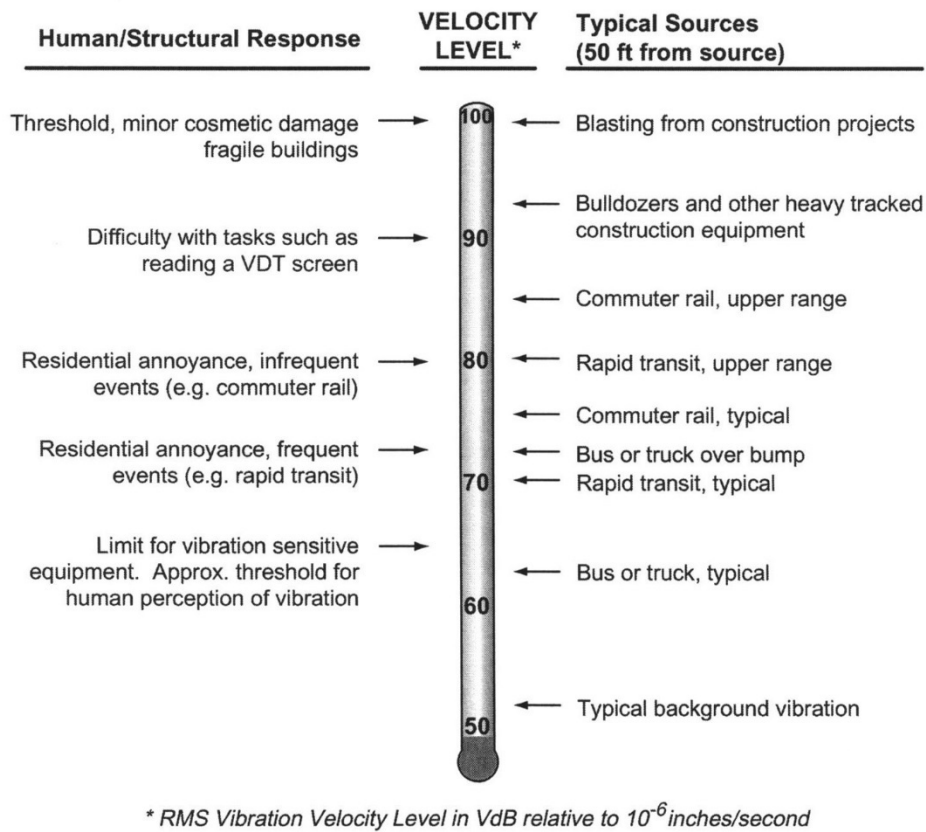 Human/Structural Response
VELOCITY
LEVEL*
Typical Sources
(50 ft from source)
Threshold, minor cosmetic damage
fragile buildings
100
Blasting from construction projects
Bulldozers and other heavy tracked
construction equipment
Difficulty with tasks such as
reading a VDT screen
90
Commuter rail, upper range
Residential annoyance, infrequent
events (e.g. commuter rail)
80
Rapid transit, upper range
Commuter rail, typical
Residential annoyance, frequent
events (e.g. rapid transit)
Bus or truck over bump
70
Rapid transit, typical
Limit for vibration sensitive
equipment. Approx. threshold for
human perception of vibration
Bus or truck, typical
60
Typical background vibration
50
* RMS Vibration Velocity Level in VdB relative to 10⁻⁶ inches/second